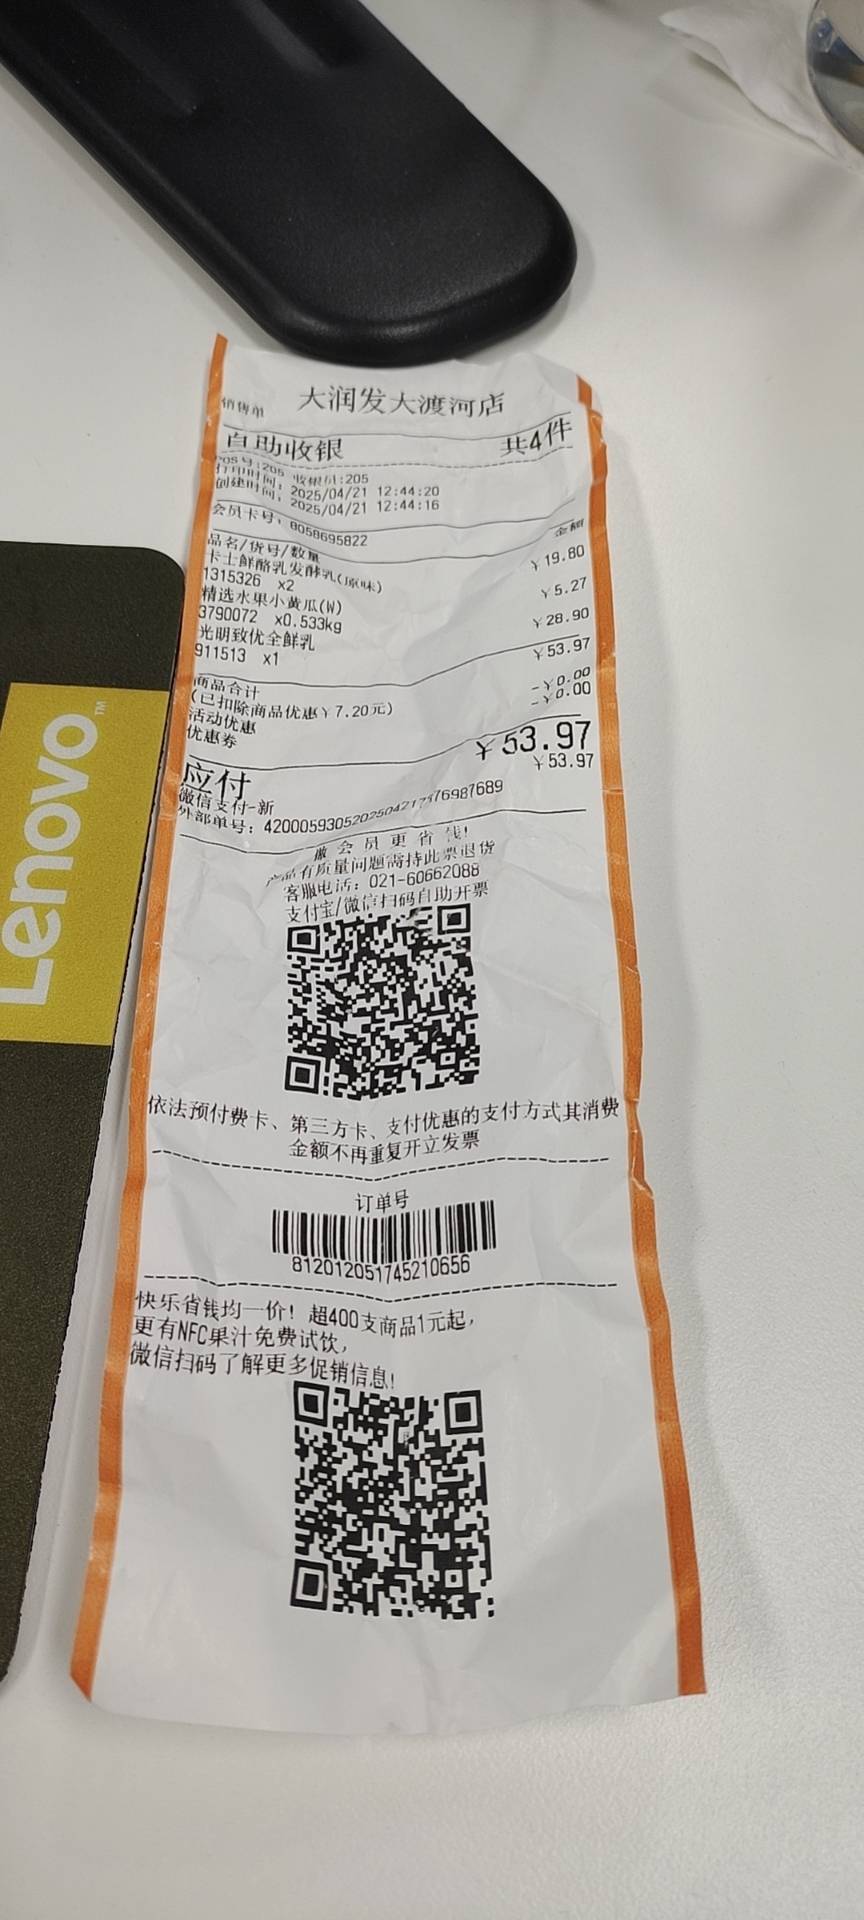 大润发大渡河店
销售单
自助收银 共4件
POS号:205 收银员:205
打印时间: 2025/04/21 12:44:20
创建时间: 2025/04/21 12:44:16
会员卡号: 8058695822
品名/货号/数量 金额
卡士鲜酪乳发酵乳(原味) ¥19.80
1315326 x2
精选水果小黄瓜(W) ¥5.27
3790072 x0.533kg
光明致优全鲜乳 ¥28.90
911513 x1
商品合计 ¥53.97
(已扣除商品优惠¥7.20元)
活动优惠 -¥0.00
优惠券 -¥0.00
应付 ¥53.97
微信支付-新 ¥53.97
外部单号:
做会员更省钱!
产品有质量问题需持此票退货
客服电话: 021-60662088
支付宝/微信扫码自助开票
依法预付费卡、第三方卡、支付优惠的支付方式其消费
金额不再重复开立发票
订单号
812012051745210656
快乐省钱均一价! 超400支商品1元起,
更有NFC果汁免费试饮,
微信扫码了解更多促销信息!
Lenovo™